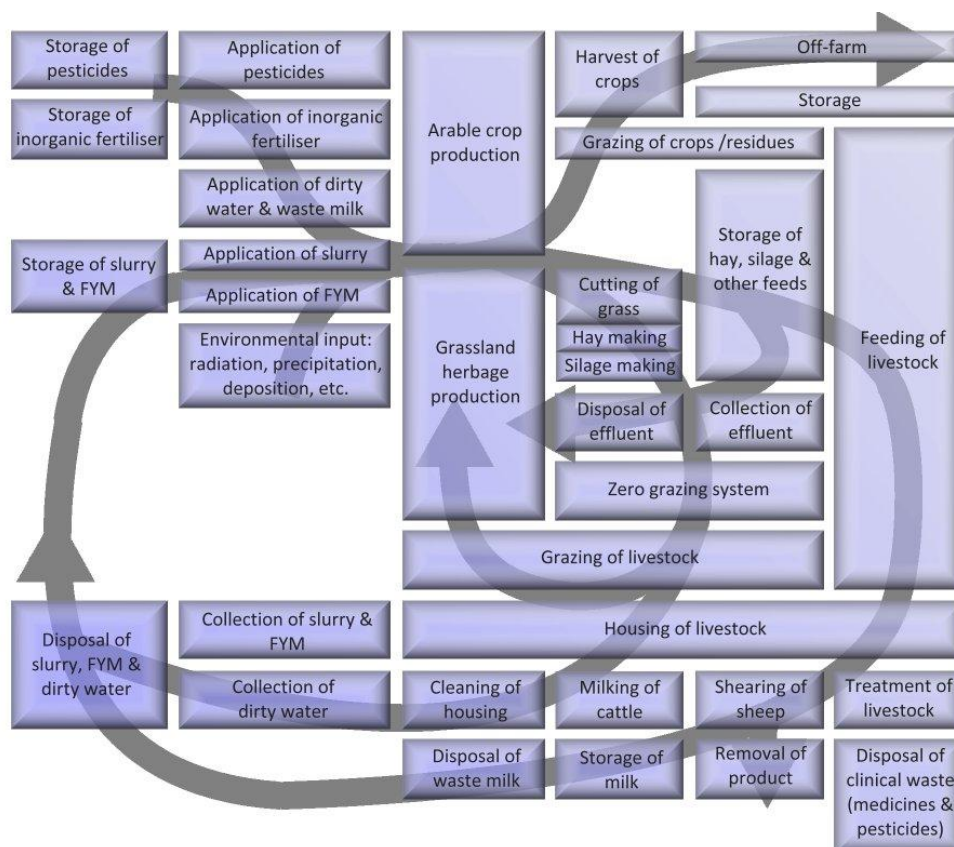 Storage of
pesticides
Application of
pesticides
Arable crop
production
Harvest of
crops
Off-farm
Storage
Storage of
inorganic fertiliser
Application of inorganic
fertiliser
Grazing of crops /residues
Application of dirty
water & waste milk
Storage of
hay, silage &
other feeds
Feeding of
livestock
Storage of slurry
& FYM
Application of slurry
Application of FYM
Environmental input:
radiation, precipitation,
deposition, etc.
Grassland
herbage
production
Cutting of
grass
Hay making
Silage making
Disposal of
effluent
Collection of
effluent
Zero grazing system
Grazing of livestock
Disposal of
slurry, FYM &
dirty water
Collection of slurry &
FYM
Housing of livestock
Collection of
dirty water
Cleaning of
housing
Milking of
cattle
Shearing of
sheep
Treatment of
livestock
Disposal of
waste milk
Storage of
milk
Removal of
product
Disposal of
clinical waste
(medicines &
pesticides)